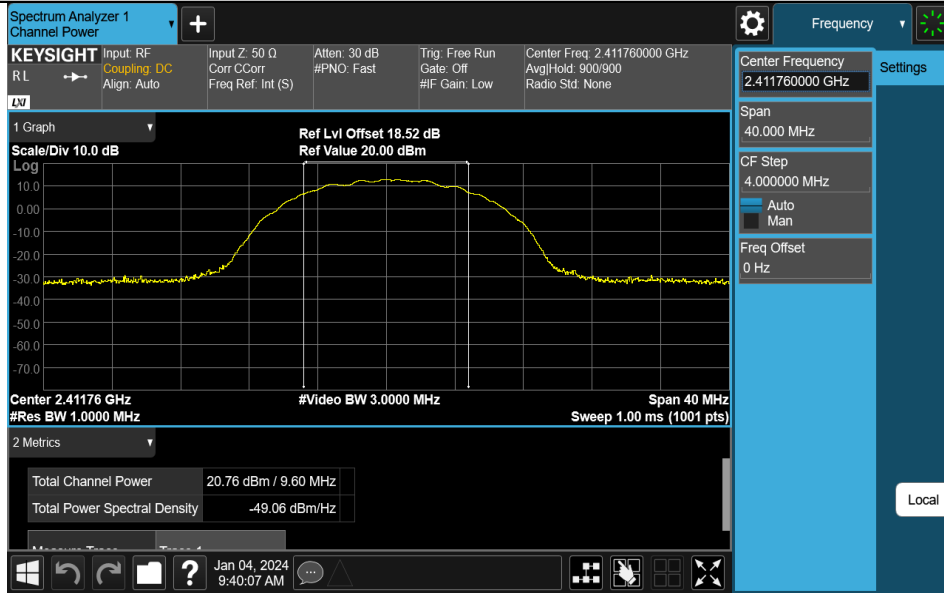 Spectrum Analyzer 1
Channel Power
+
Frequency
KEYSIGHT
R L
LXI
Input: RF
Coupling: DC
Align: Auto
Input Z: 50 Ω
Corr CCorr
Freq Ref: Int (S)
Atten: 30 dB
#PNO: Fast
Trig: Free Run
Gate: Off
#IF Gain: Low
Center Freq: 2.411760000 GHz
Avg|Hold: 900/900
Radio Std: None
Center Frequency
2.411760000 GHz
Settings
Span
40.000 MHz
CF Step
4.000000 MHz
Auto
Man
Freq Offset
0 Hz
Local
1 Graph
Scale/Div 10.0 dB
Ref Lvl Offset 18.52 dB
Ref Value 20.00 dBm
Log
10.0
0.00
-10.0
-20.0
-30.0
-40.0
-50.0
-60.0
-70.0
Center 2.41176 GHz
#Video BW 3.0000 MHz
Span 40 MHz
#Res BW 1.0000 MHz
Sweep 1.00 ms (1001 pts)
2 Metrics
Total Channel Power 20.76 dBm / 9.60 MHz
Total Power Spectral Density -49.06 dBm/Hz
Measure Trace Trace 1
?
Jan 04, 2024
9:40:07 AM